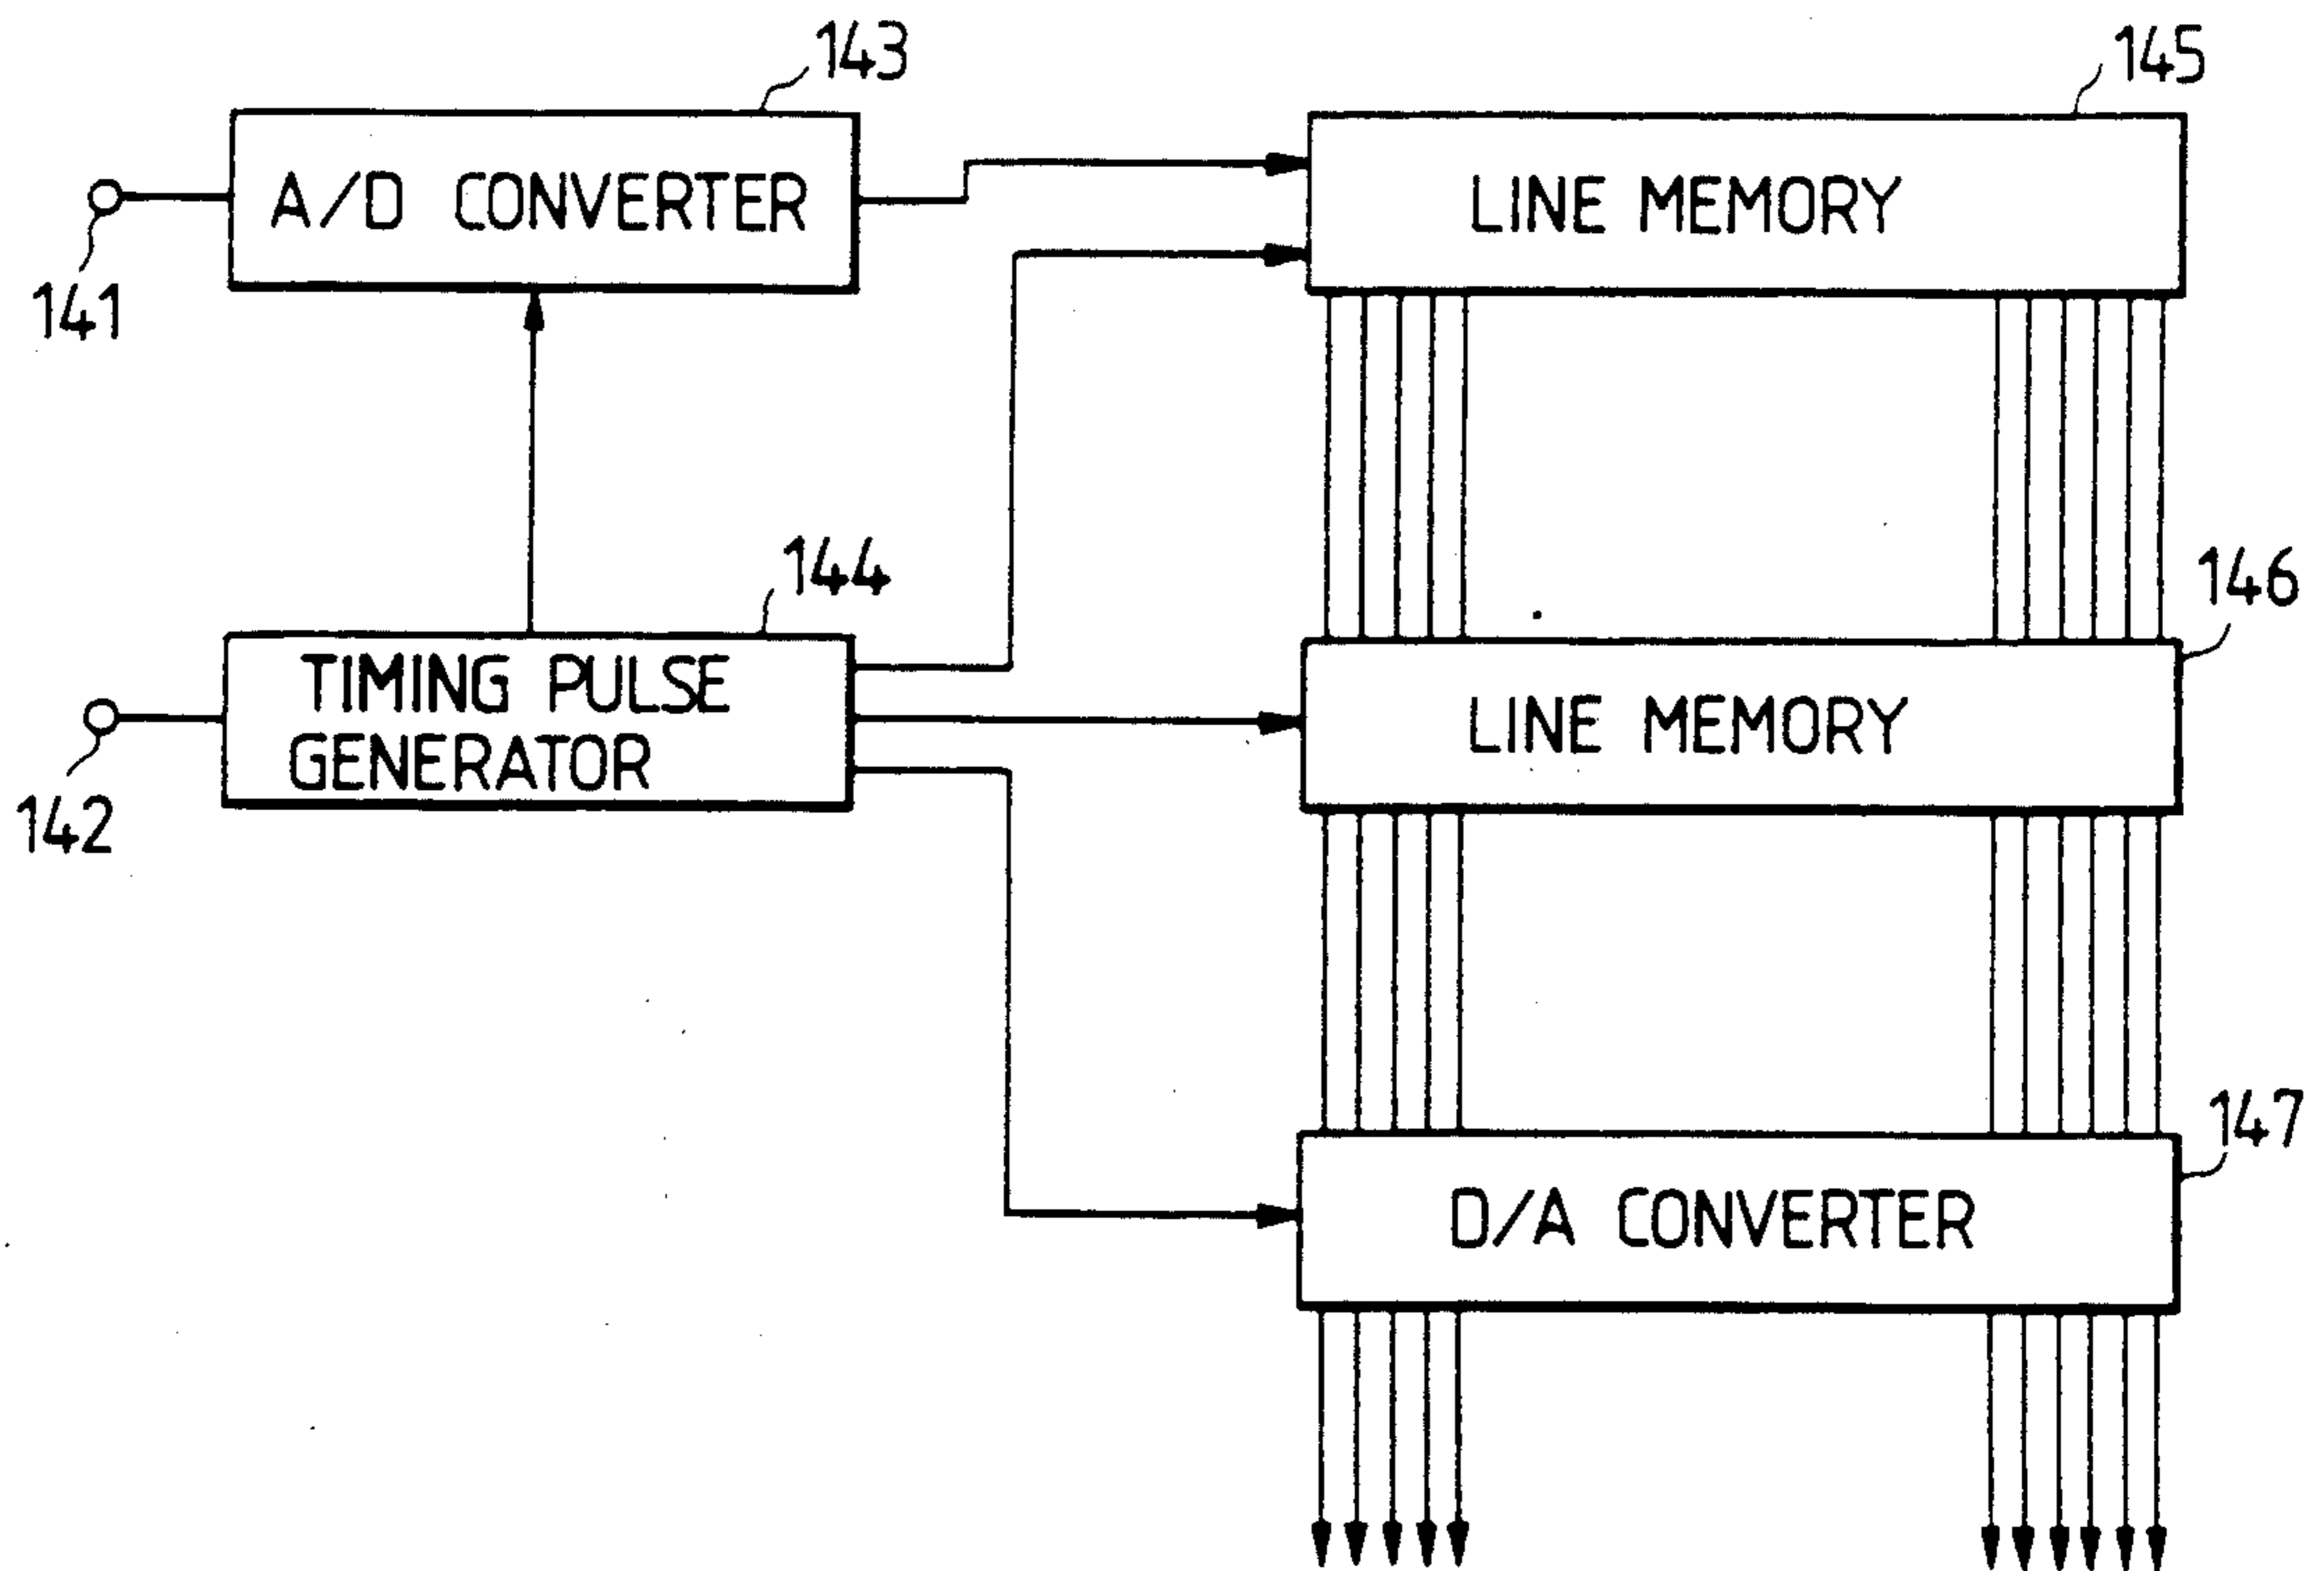 143
145
A/D CONVERTER
LINE MEMORY
141
144
146
TIMING PULSE
GENERATOR
LINE MEMORY
142
147
D/A CONVERTER